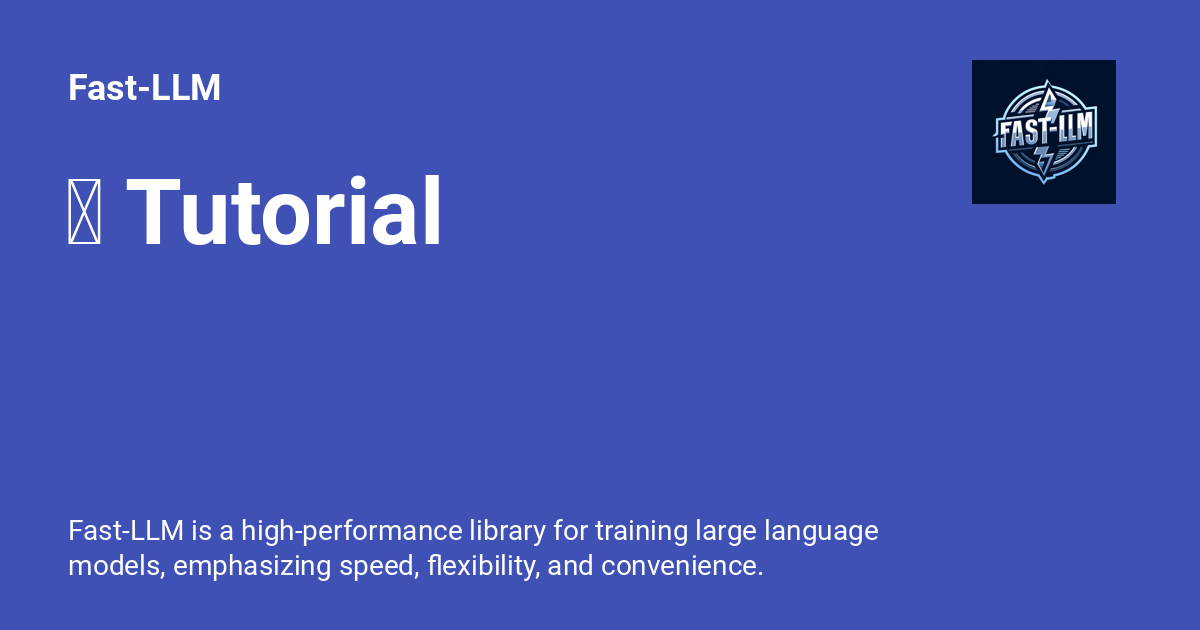 Fast-LLM
FAST-LLM
Tutorial
Fast-LLM is a high-performance library for training large language
models, emphasizing speed, flexibility, and convenience.